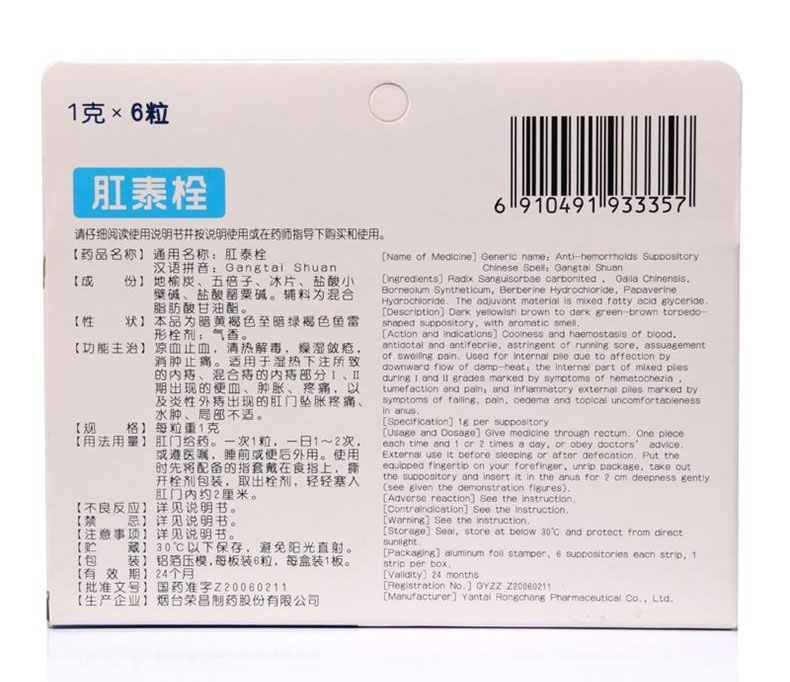 1克×6粒
6 910491 933357
肛泰栓
请仔细阅读使用说明书并按说明使用或在药师指导下购买和使用。
【药品名称】通用名称：肛泰栓
汉语拼音：Gangtai Shuan
【成　份】地榆炭、五倍子、冰片、盐酸小
檗碱、盐酸罂粟碱。辅料为混合
脂肪酸甘油酯。
【性　状】本品为暗黄褐色至暗绿褐色鱼雷
形栓剂；气香。
【功能主治】凉血止血，清热解毒，燥湿敛疮，
消肿止痛。适用于湿热下注所致
的内痔、混合痔的内痔部分Ⅰ、Ⅱ
期出现的便血、肿胀、疼痛，以
及炎性外痔出现的肛门坠胀疼痛、
水肿、局部不适。
【规　格】每粒重1克
【用法用量】肛门给药。一次1粒，一日1～2次，
或遵医嘱，睡前或便后外用。使用
时先将配备的指套戴在食指上，撕
开栓剂包装，取出栓剂，轻轻塞入
肛门内约2厘米。
【不良反应】详见说明书。
【禁　忌】详见说明书。
【注意事项】详见说明书。
【贮　藏】30℃以下保存，避免阳光直射。
【包　装】铝箔压模，每板装6粒，每盒装1板。
【有 效 期】24个月
【批准文号】国药准字Z20060211
【生产企业】烟台荣昌制药股份有限公司
[Name of Medicine] Generic name; Anti-hemorrholds Suppository
Chinese Spell; Gangtai Shuan
[Ingredients] Radix Sanguisorbae carbonited , Galla Chinensis,
Borneolum Syntheticum, Berberine Hydrochloride, Papaverine
Hydrochloride. The adjuvant material is mixed fatty acid glyceride.
[Description] Dark yellowish brown to dark green-brown torpedo-
shaped suppository, with aromatic smell.
[Action and Indications] Coolness and haemostasis of blood,
antidotal and antifebrile, astringent of running sore, assuagement
of swelling pain. Used for internal pile due to affection by
downward flow of damp-heat; the internal part of mixed piles
during I and II grades marked by symptoms of hematochezia ,
tumefaction and pain; and inflammatory external piles marked by
symptoms of falling, pain, oedema and topical uncomfortableness
in anus.
[Specification] 1g per suppository
[Usage and Dosage] Give medicine through rectum. One piece
each time and 1 or 2 times a day, or obey doctors' advice.
External use it before sleeping or after defecation. Put the
equipped fingertip on your forefinger, unrip package, take out
the suppository and insert it in the anus for 2 cm deepness gently
(see given the demonstration figures).
[Adverse reaction] See the instruction.
[Contraindication] See the instruction.
[Warning] See the instruction.
[Storage] Seal, store at below 30℃ and protect from direct
sunlight.
[Packaging] aluminum foil stamper, 6 suppositories each strip, 1
strip per box.
[Validity] 24 months
[Registration No.] GYZZ Z20060211
[Manufacturer] Yantai Rongchang Pharmaceutical Co., Ltd.